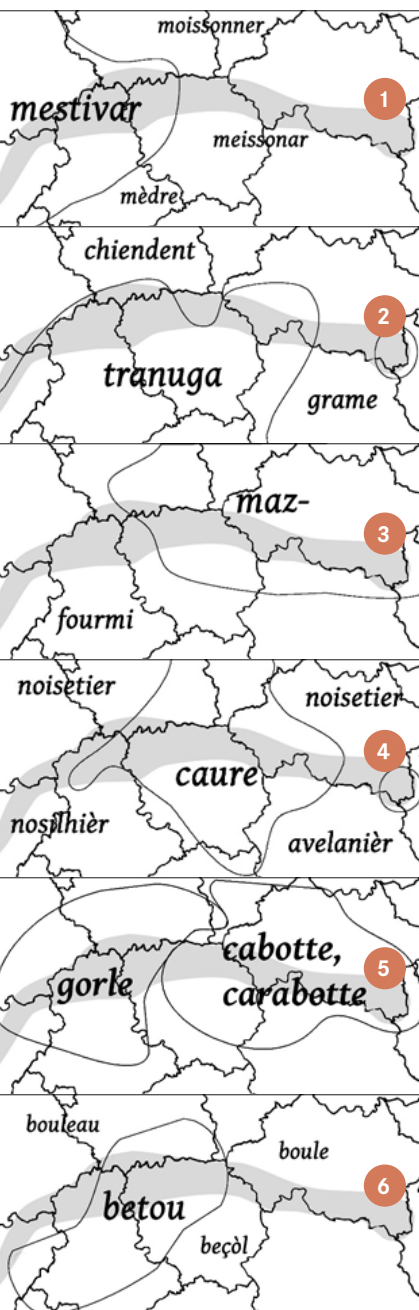 moissonner
1
mestivar
meissonar
mèdre
chiendent
2
tranuga
grame
maz-
3
fourmi
noisetier
noisetier
4
caure
nosilhièr
avelanièr
cabotte,
5
gorle
carabotte
bouleau
boule
6
betou
beçòl